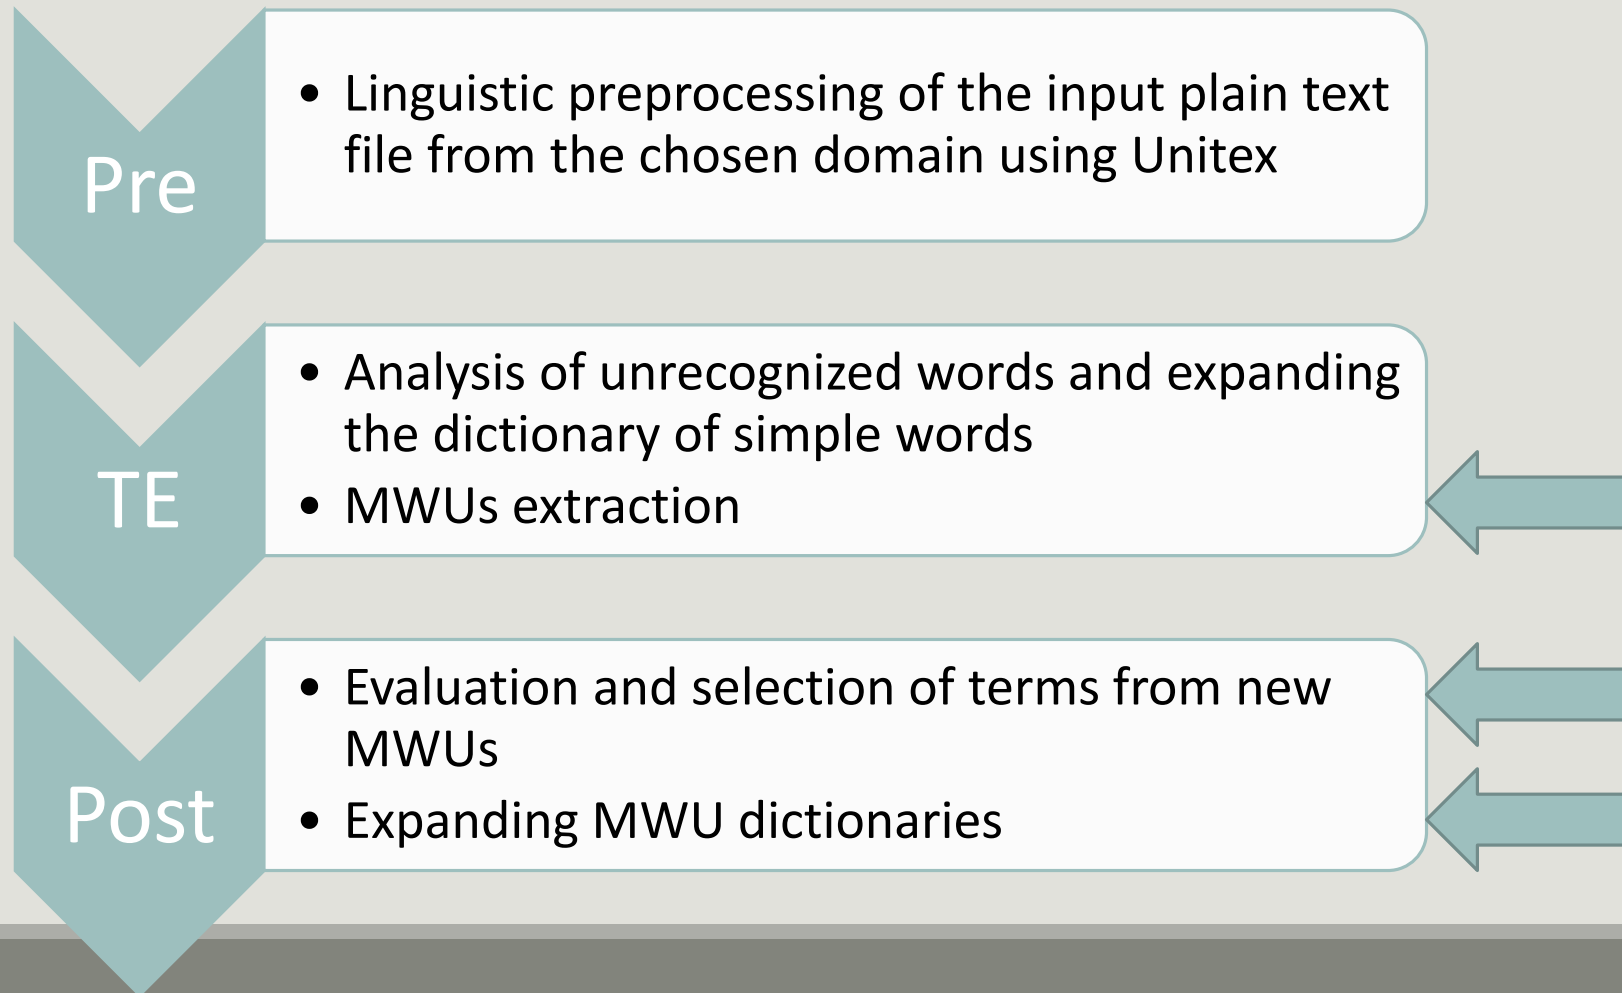 Pre
• Linguistic preprocessing of the input plain text
file from the chosen domain using Unitex
TE
• Analysis of unrecognized words and expanding
the dictionary of simple words
• MWUs extraction
Post
• Evaluation and selection of terms from new
MWUs
• Expanding MWU dictionaries